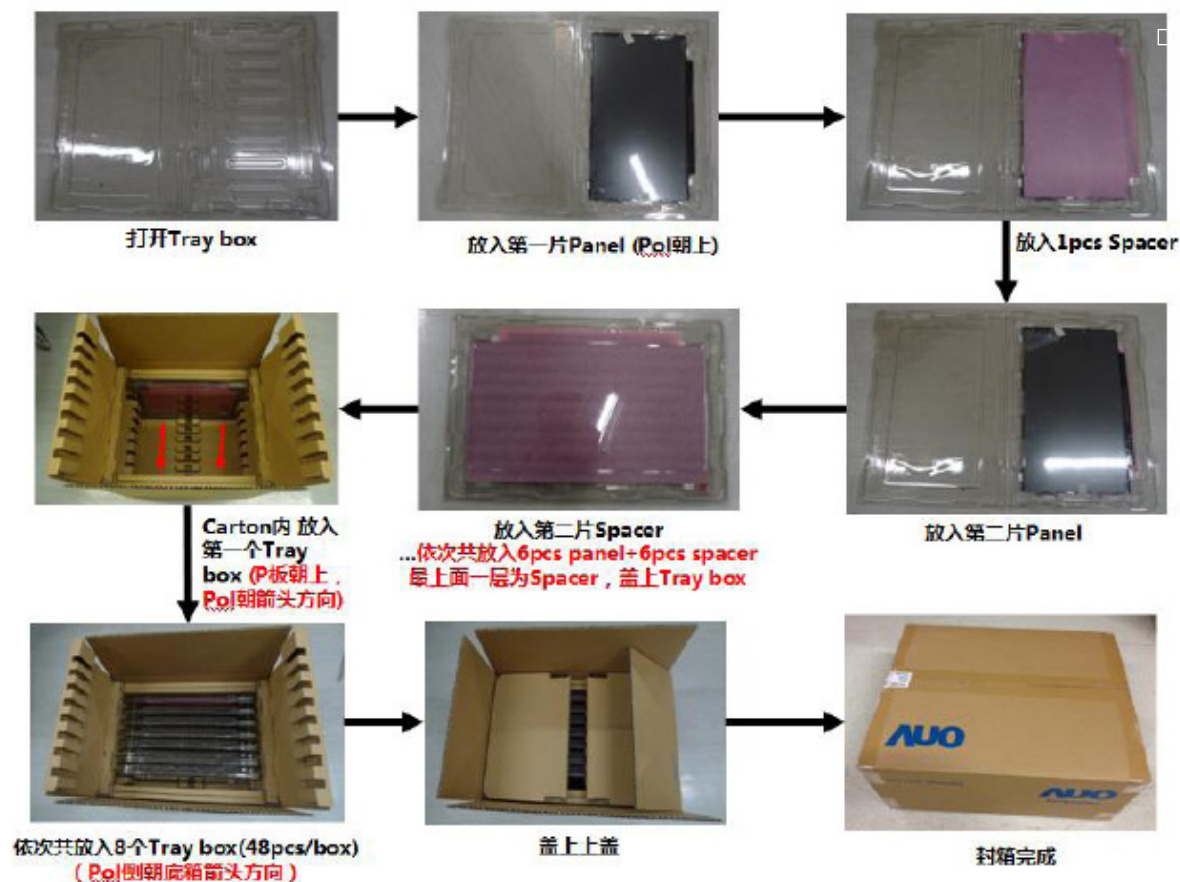 打开Tray box
放入第一片Panel (Pol朝上)
放入1pcs Spacer
放入第二片Panel
放入第二片Spacer
...依次共放入6pcs panel+6pcs spacer
最上面一层为Spacer，盖上Tray box
Carton内 放入
第一个Tray
box (P板朝上，
Pol朝箭头方向)
依次共放入8个Tray box(48pcs/box)
（Pol侧朝底箱箭头方向）
盖上上盖
AUO
AUO
封箱完成